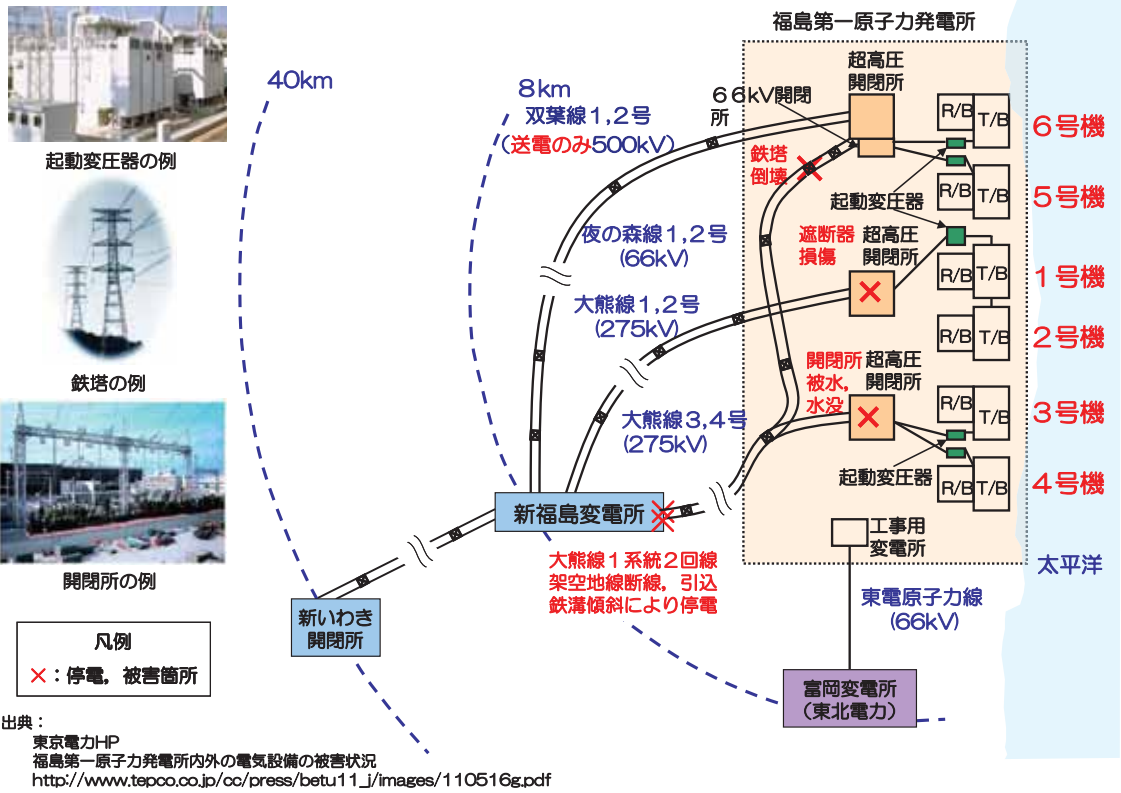 福島第一原子力発電所
40km
8km
双葉線1,2号
(送電のみ500kV)
66kV開閉
所
超高圧
開閉所
R/B
T/B
6号機
起動変圧器の例
鉄塔
倒壊
R/B
T/B
5号機
起動変圧器
夜の森線1,2号
(66kV)
遮断器
損傷
超高圧
開閉所
R/B
T/B
1号機
大熊線1,2号
(275kV)
R/B
T/B
2号機
鉄塔の例
開閉所
被水,
水没
超高圧
開閉所
R/B
T/B
3号機
大熊線3,4号
(275kV)
起動変圧器
R/B
T/B
4号機
新福島変電所
工事用
変電所
太平洋
開閉所の例
大熊線1系統2回線
架空地線断線,引込
鉄溝傾斜により停電
東電原子力線
(66kV)
新いわき
開閉所
凡例
×:停電,被害箇所
富岡変電所
(東北電力)
出典:
東京電力HP
福島第一原子力発電所内外の電気設備の被害状況
http://www.tepco.co.jp/cc/press/betu11_j/images/110516g.pdf